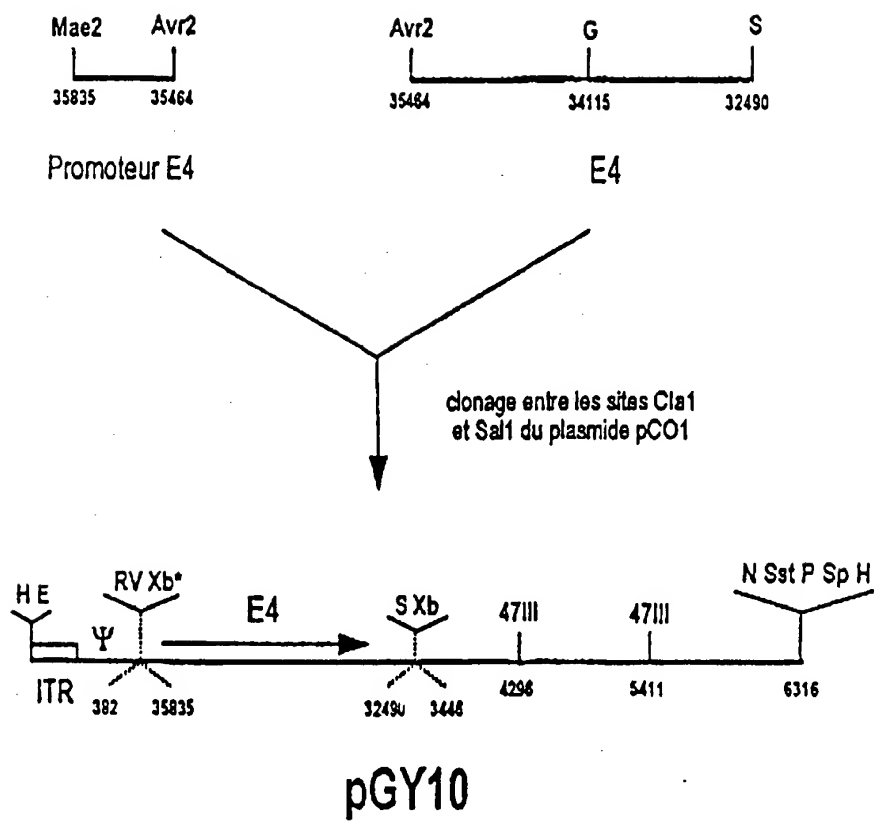 Mae2 Avr2 Avr2 G S
35835 35464 35464 34115 32490
Promoteur E4 E4
clonage entre les sites Cla1
et Sal1 du plasmide pCO1
H E RV Xb* E4 S Xb 47III 47III N Sst P Sp H
Ψ
ITR 382 35835 32490 3446 4296 5411 6316
pGY10